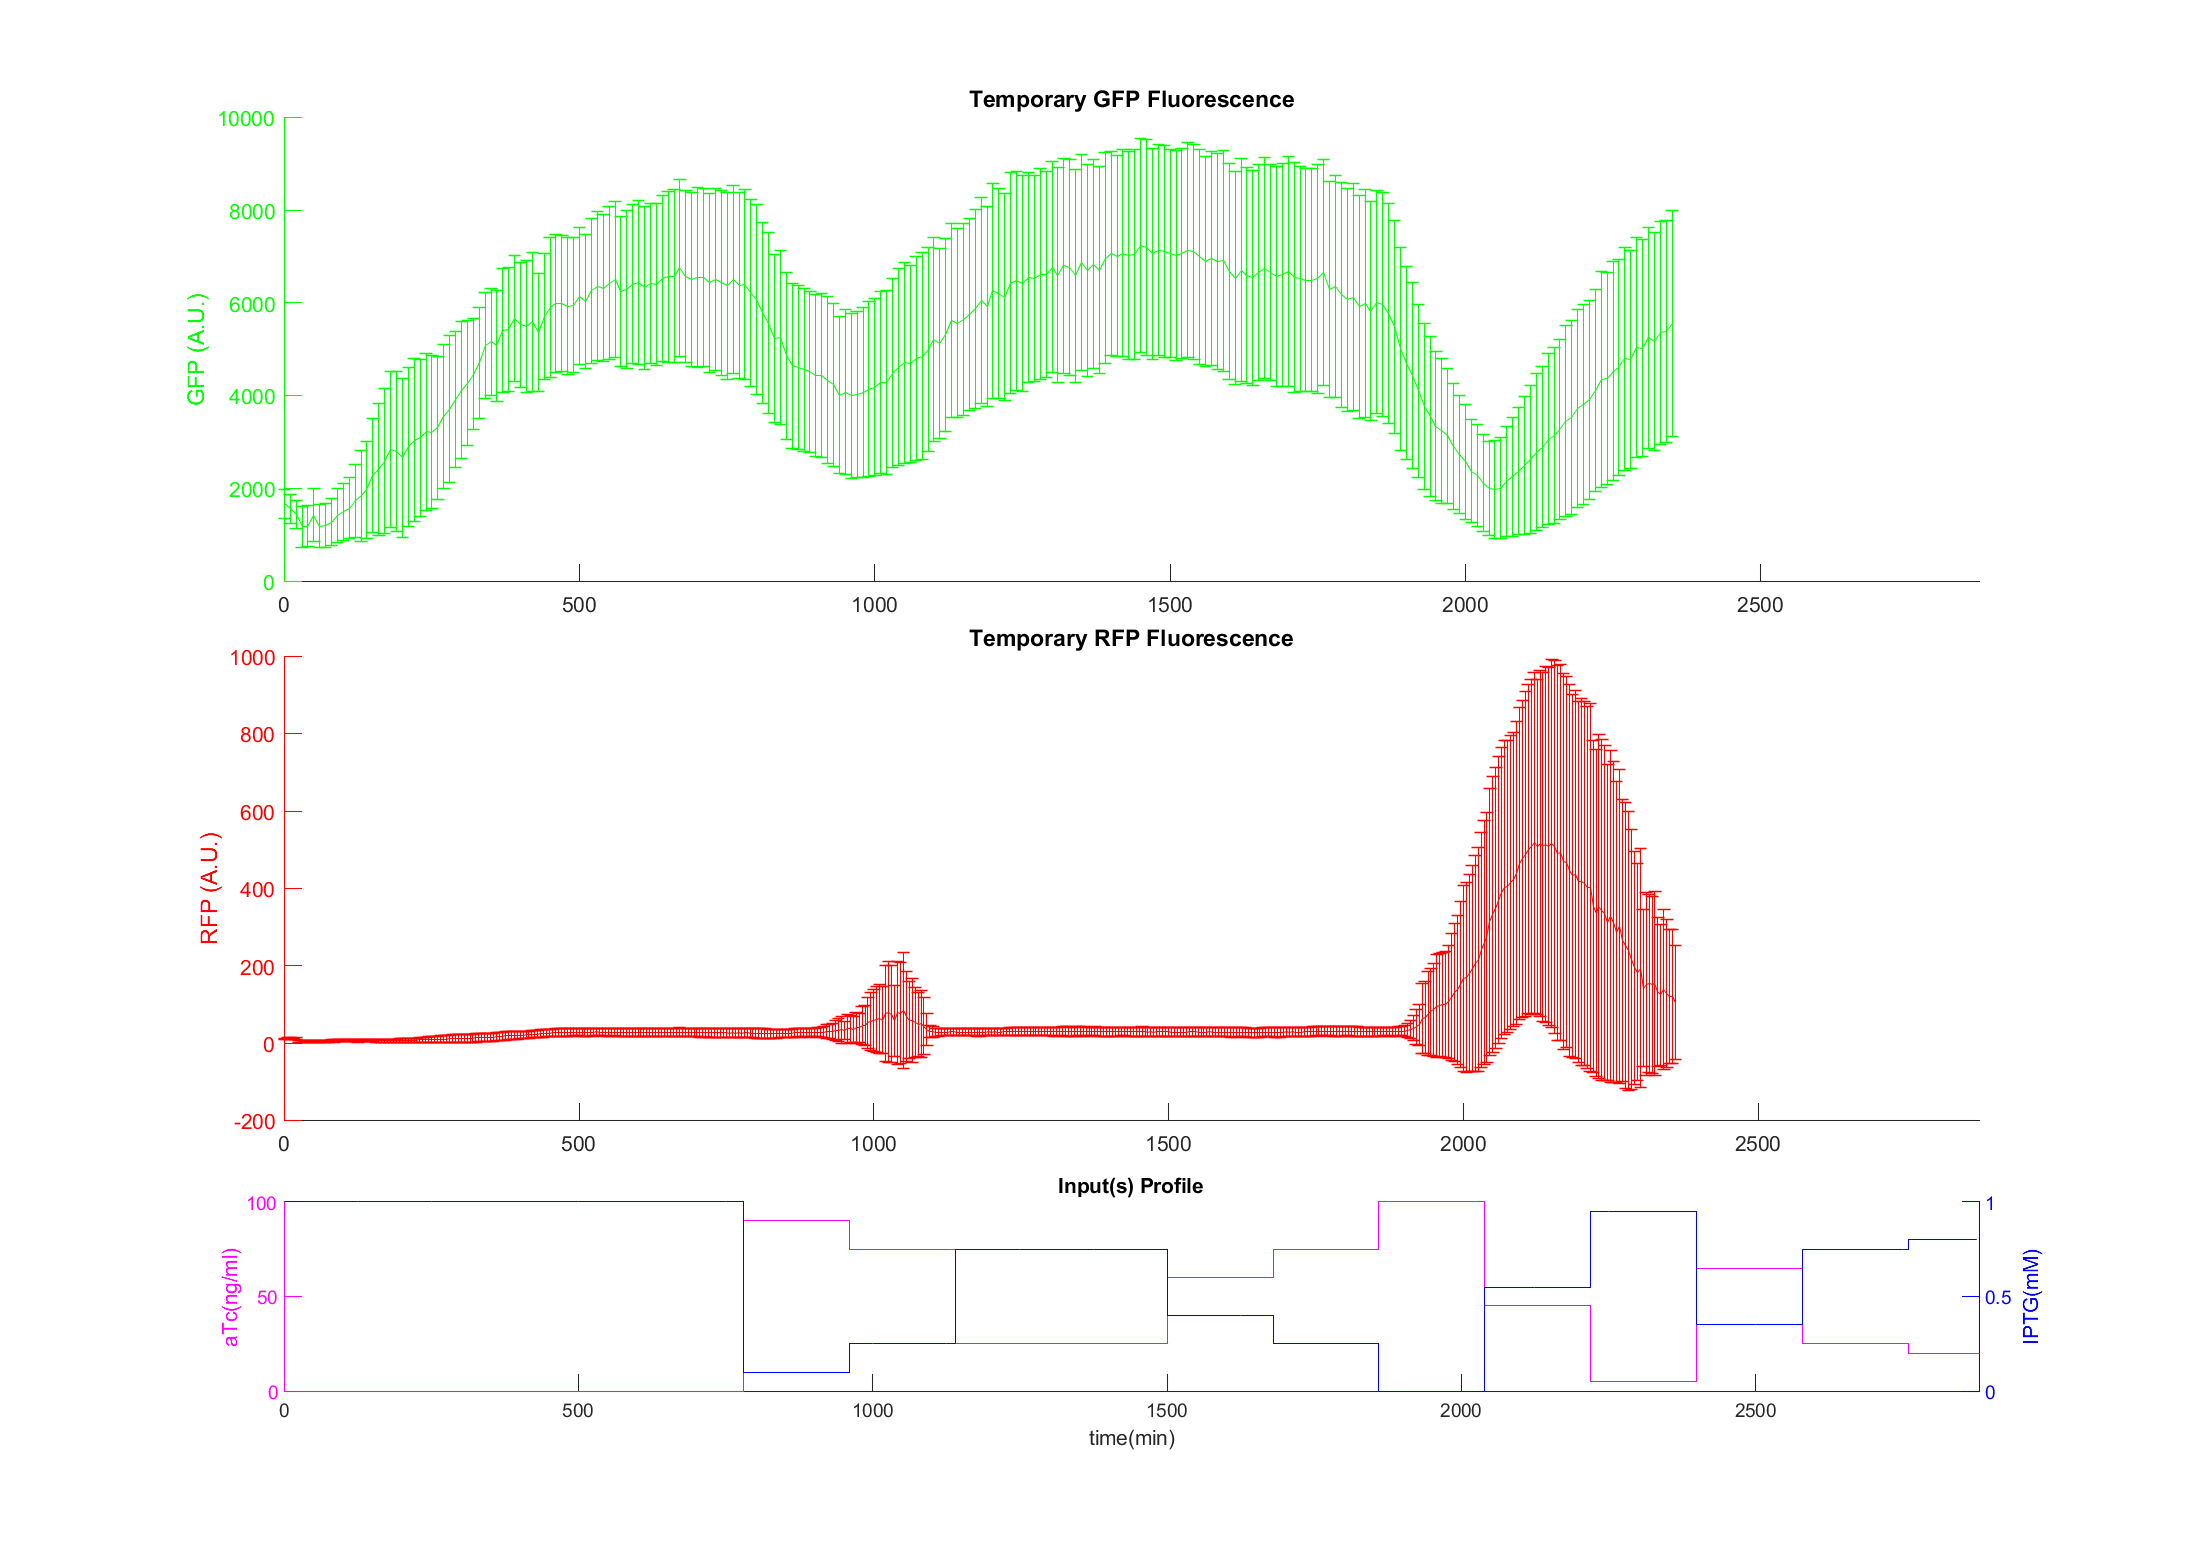 Temporary GFP Fluorescence
10000
8000
6000
4000
2000
0
GFP (A.U.)
0 500 1000 1500 2000 2500
Temporary RFP Fluorescence
1000
800
600
400
200
0
-200
RFP (A.U.)
0 500 1000 1500 2000 2500
Input(s) Profile
100
50
0
aTc(ng/ml)
1
0.5
0
IPTG(mM)
0 500 1000 1500 2000 2500
time(min)